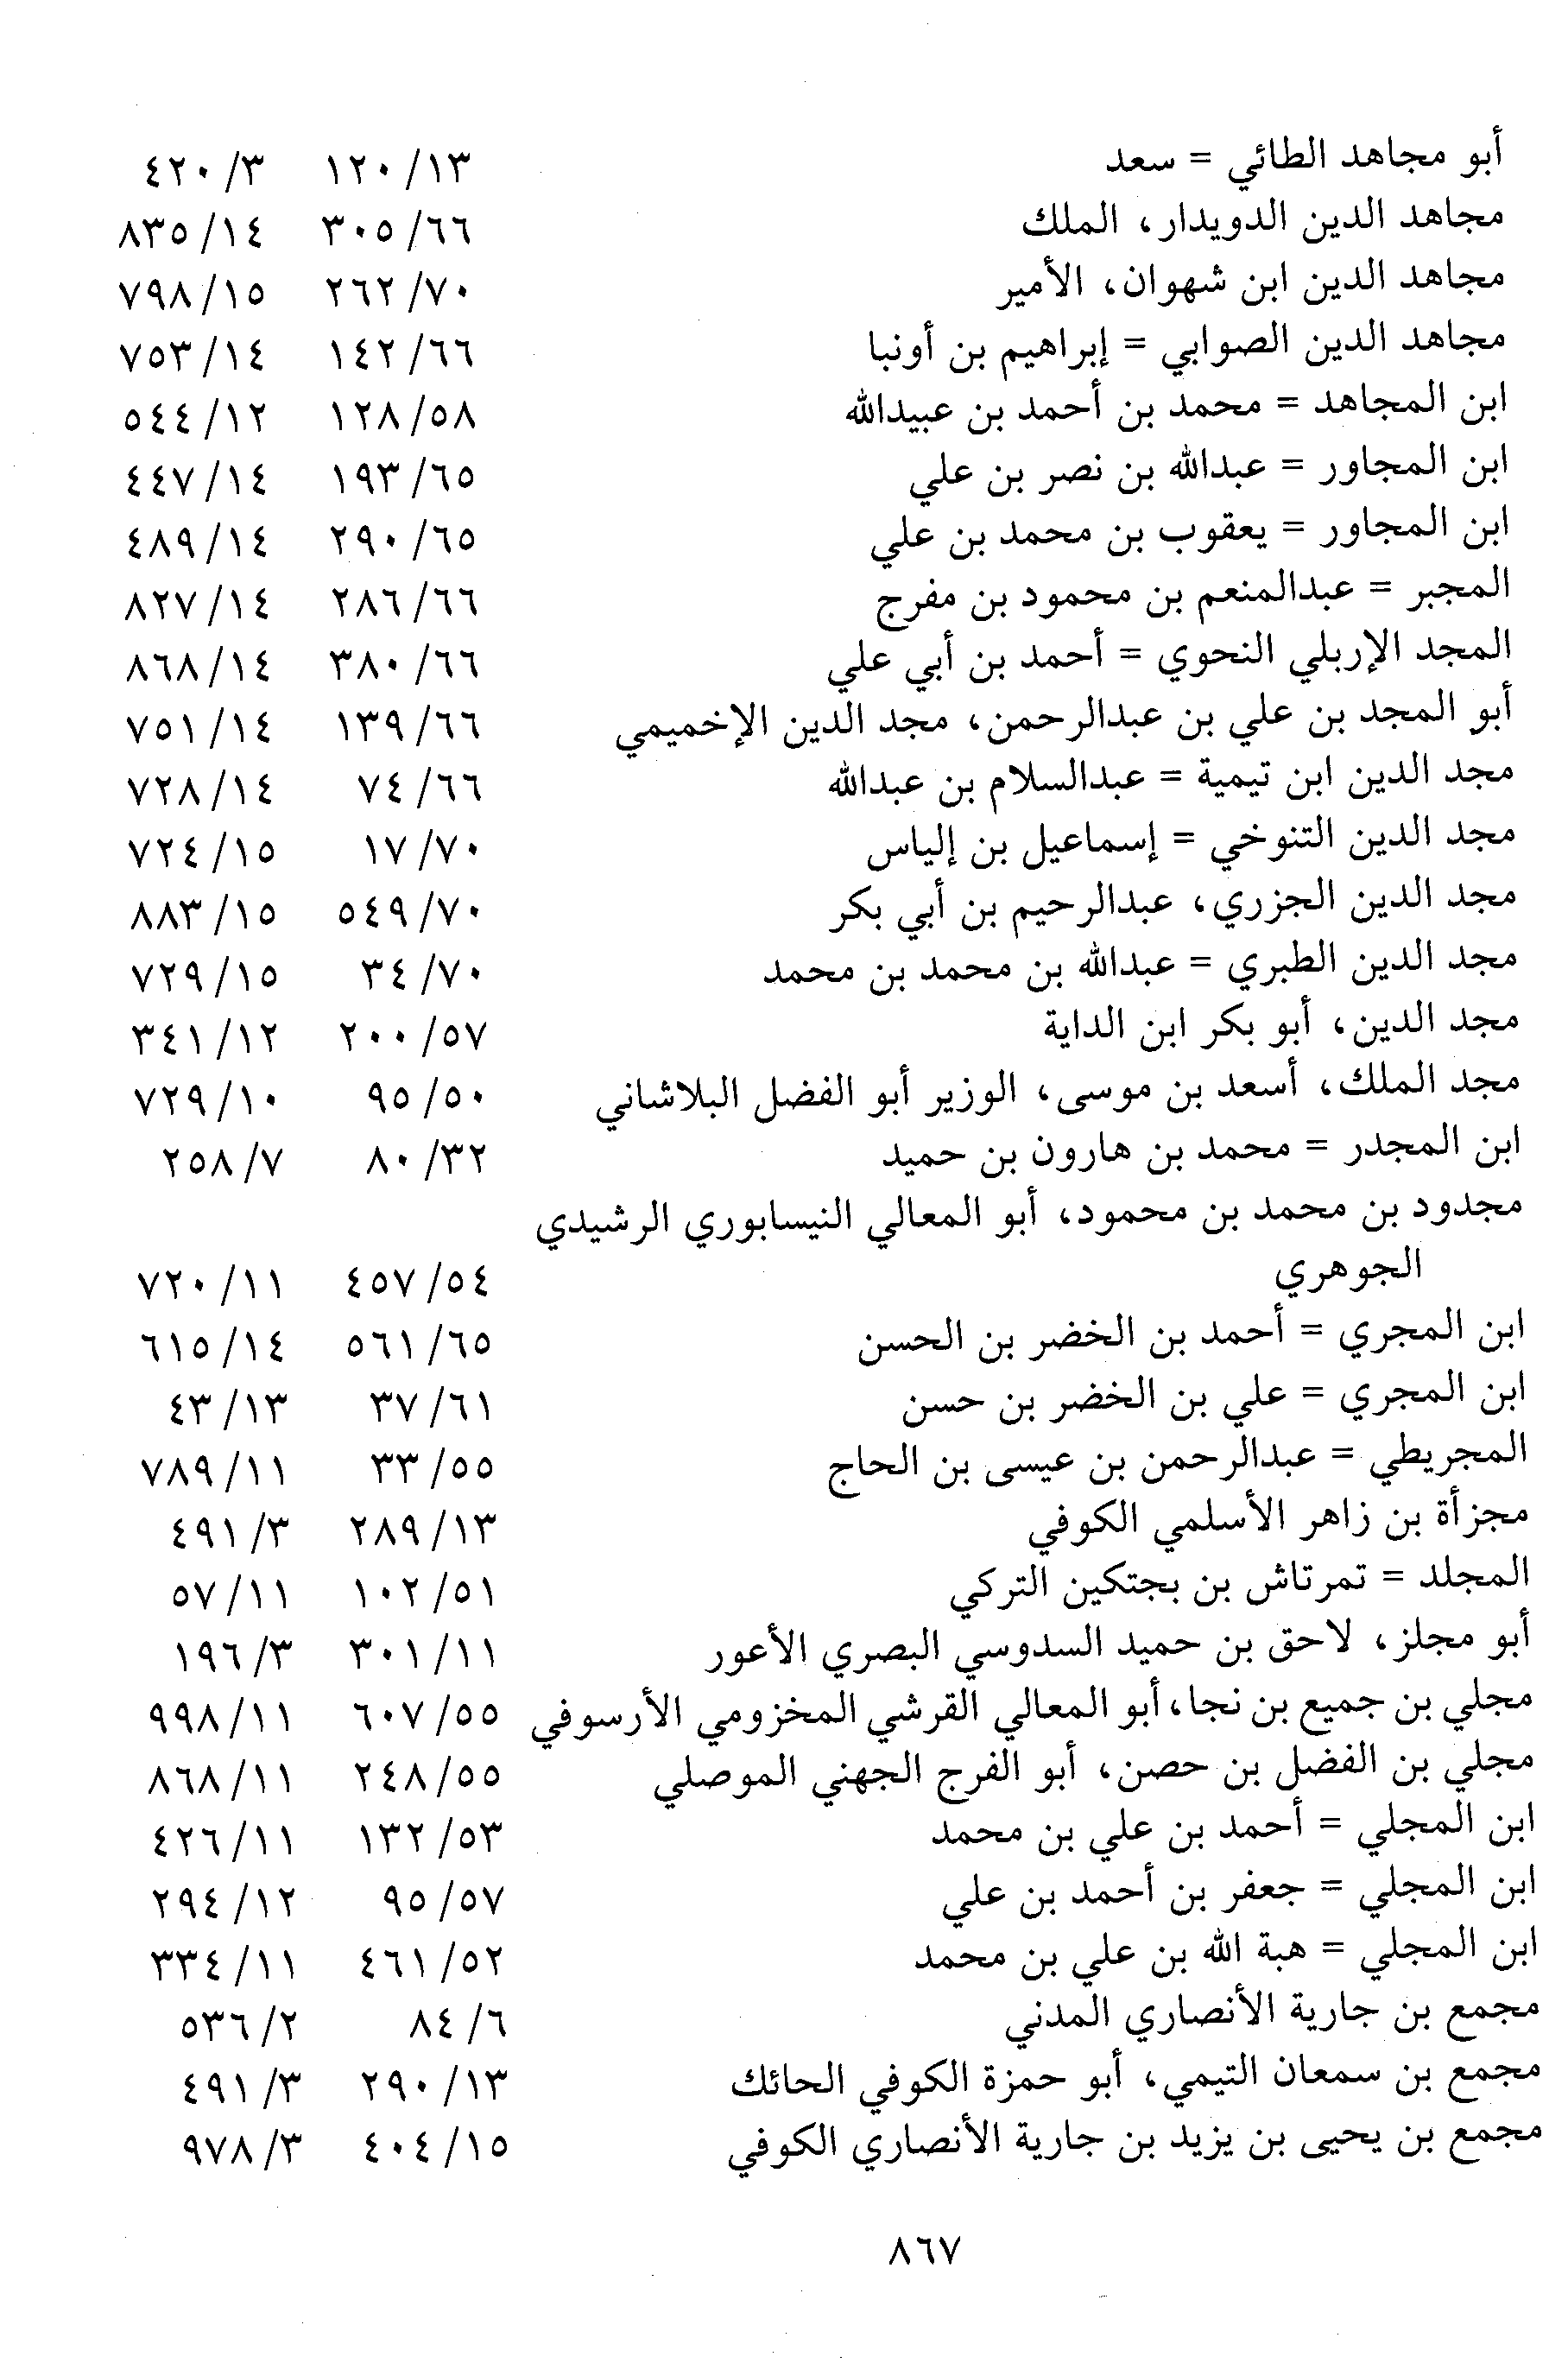 أبو مجاهد الطائي = سعد ١٣/ ١٢٠ ٣/ ٤٢٠
مجاهد الدين الدويدار، الملك ٦٦/ ٣٠٥ ١٤/ ٨٣٥
مجاهد الدين ابن شهوان، الأمير ٧٠/ ٢٦٢ ١٥/ ٧٩٨
مجاهد الدين الصوابي = إبراهيم بن أونبا ٦٦/ ١٤٢ ١٤/ ٧٥٣
ابن المجاهد = محمد بن أحمد بن عبيدالله ٥٨/ ١٢٨ ١٢/ ٥٤٤
ابن المجاور = عبدالله بن نصر بن علي ٦٥/ ١٩٣ ١٤/ ٤٤٧
ابن المجاور = يعقوب بن محمد بن علي ٦٥/ ٢٩٠ ١٤/ ٤٨٩
المجبر = عبدالمنعم بن محمود بن مفرج ٦٦/ ٢٨٦ ١٤/ ٨٢٧
المجد الإربلي النحوي = أحمد بن أبي علي ٦٦/ ٣٨٠ ١٤/ ٨٦٨
أبو المجد بن علي بن عبدالرحمن، مجد الدين الإخميمي ٦٦/ ١٣٩ ١٤/ ٧٥١
مجد الدين ابن تيمية = عبدالسلام بن عبدالله ٦٦/ ٧٤ ١٤/ ٧٢٨
مجد الدين التنوخي = إسماعيل بن إلياس ٧٠/ ١٧ ١٥/ ٧٢٤
مجد الدين الجزري، عبدالرحيم بن أبي بكر ٧٠/ ٥٤٩ ١٥/ ٨٨٣
مجد الدين الطبري = عبدالله بن محمد بن محمد ٧٠/ ٣٤ ١٥/ ٧٢٩
مجد الدين، أبو بكر ابن الداية ٥٧/ ٢٠٠ ١٢/ ٣٤١
مجد الملك، أسعد بن موسى، الوزير أبو الفضل البلاشاني ٥٠/ ٩٥ ١٠/ ٧٢٩
ابن المجدر = محمد بن هارون بن حميد ٣٢/ ٨٠ ٧/ ٢٥٨
مجدود بن محمد بن محمود، أبو المعالي النيسابوري الرشيدي
الجوهري ٥٤/ ٤٥٧ ١١/ ٧٢٠
ابن المجري = أحمد بن الخضر بن الحسن ٦٥/ ٥٦١ ١٤/ ٦١٥
ابن المجري = علي بن الخضر بن حسن ٦١/ ٣٧ ١٣/ ٤٣
المجريطي = عبدالرحمن بن عيسى بن الحاج ٥٥/ ٣٣ ١١/ ٧٨٩
مجزأة بن زاهر الأسلمي الكوفي ١٣/ ٢٨٩ ٣/ ٤٩١
المجلد = تمرتاش بن بجتكين التركي ٥١/ ١٠٢ ١١/ ٥٧
أبو مجلز، لاحق بن حميد السدوسي البصري الأعور ١١/ ٣٠١ ٣/ ١٩٦
مجلي بن جميع بن نجا، أبو المعالي القرشي المخزومي الأرسوفي ٥٥/ ٦٠٧ ١١/ ٩٩٨
مجلي بن الفضل بن حصن، أبو الفرج الجهني الموصلي ٥٥/ ٢٤٨ ١١/ ٨٦٨
ابن المجلي = أحمد بن علي بن محمد ٥٣/ ١٣٢ ١١/ ٤٢٦
ابن المجلي = جعفر بن أحمد بن علي ٥٧/ ٩٥ ١٢/ ٢٩٤
ابن المجلي = هبة الله بن علي بن محمد ٥٢/ ٤٦١ ١١/ ٣٣٤
مجمع بن جارية الأنصاري المدني ٦/ ٨٤ ٢/ ٥٣٦
مجمع بن سمعان التيمي، أبو حمزة الكوفي الحائك ١٣/ ٢٩٠ ٣/ ٤٩١
مجمع بن يحيى بن يزيد بن جارية الأنصاري الكوفي ١٥/ ٤٠٤ ٣/ ٩٧٨
٨٦٧